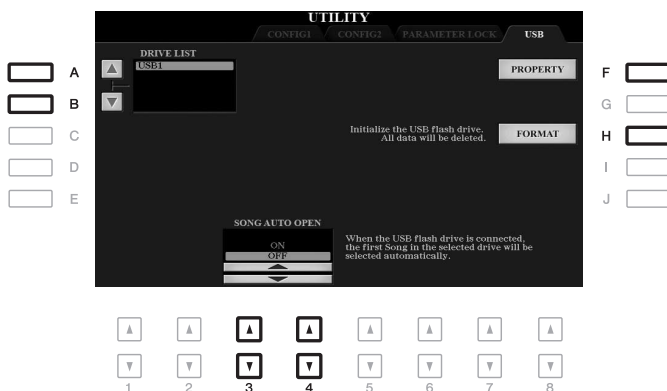 UTILITY
CONFIG1 CONFIG2 PARAMETER LOCK USB
DRIVE LIST
USB1
PROPERTY
Initialize the USB flash drive.
All data will be deleted.
FORMAT
SONG AUTO OPEN
ON
OFF
When the USB flash drive is connected,
the first Song in the selected drive will be
selected automatically.
A
B
C
D
E
F
G
H
I
J
1 2 3 4 5 6 7 8